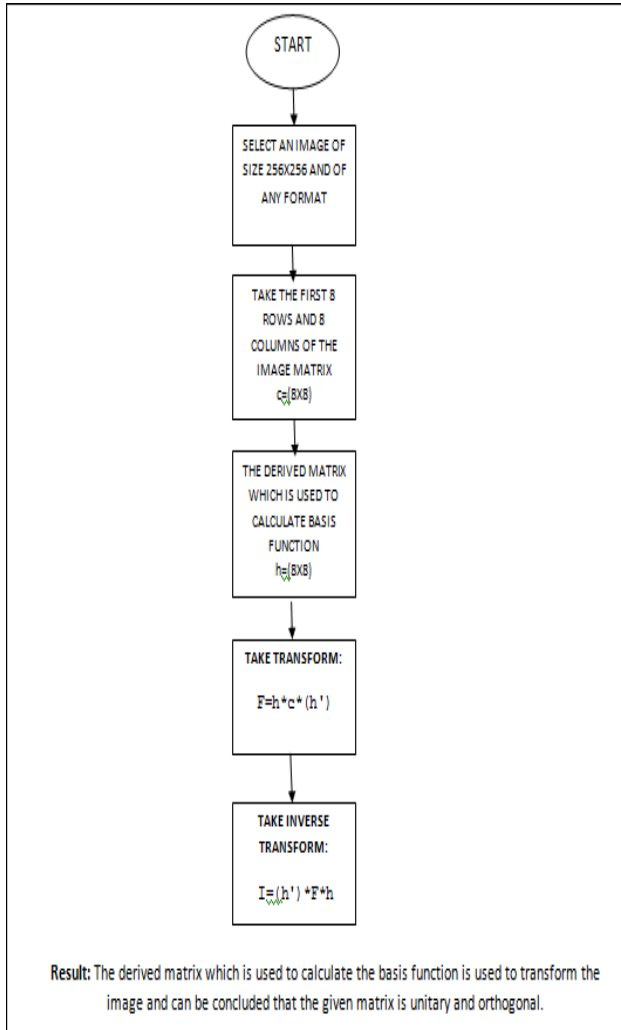 START
SELECT AN IMAGE OF
SIZE 256X256 AND OF
ANY FORMAT
TAKE THE FIRST 8
ROWS AND 8
COLUMNS OF THE
IMAGE MATRIX
c=(8X8)
THE DERIVED MATRIX
WHICH IS USED TO
CALCULATE BASIS
FUNCTION
h=(8X8)
TAKE TRANSFORM:
F=h*c*(h')
TAKE INVERSE
TRANSFORM:
I=(h')*F*h
Result: The derived matrix which is used to calculate the basis function is used to transform the
image and can be concluded that the given matrix is unitary and orthogonal.